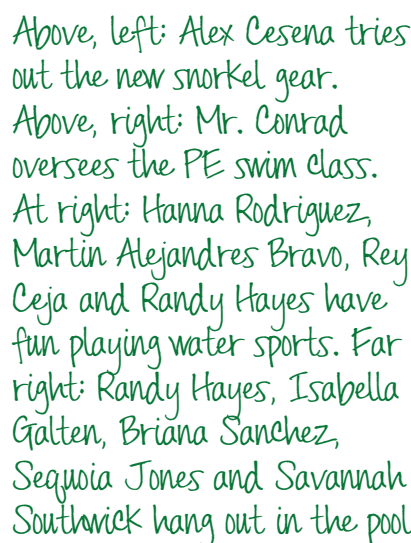 Above, left: Alex Cesena tries
out the new snorkel gear.
Above, right: Mr. Conrad
oversees the PE swim class.
At right: Hanna Rodriguez,
Martin Alejandres Bravo, Rey
Ceja and Randy Hayes have
fun playing water sports. Far
right: Randy Hayes, Isabella
Galten, Briana Sanchez,
Sequoia Jones and Savannah
Southwick hang out in the pool